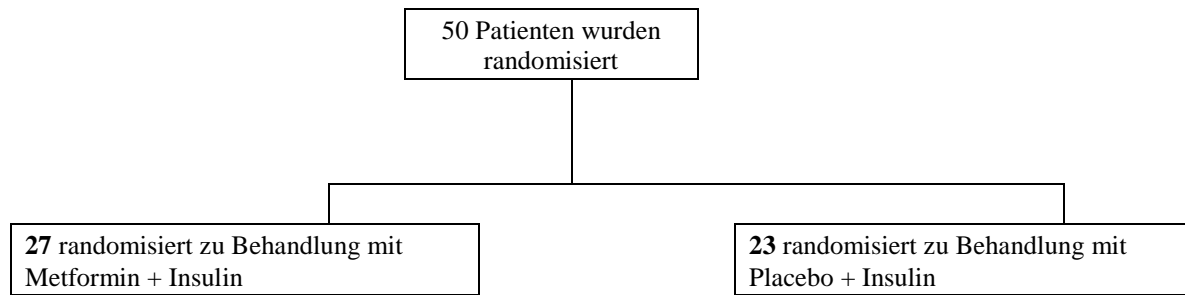 50 Patienten wurden
randomisiert
27 randomisiert zu Behandlung mit
Metformin + Insulin
23 randomisiert zu Behandlung mit
Placebo + Insulin